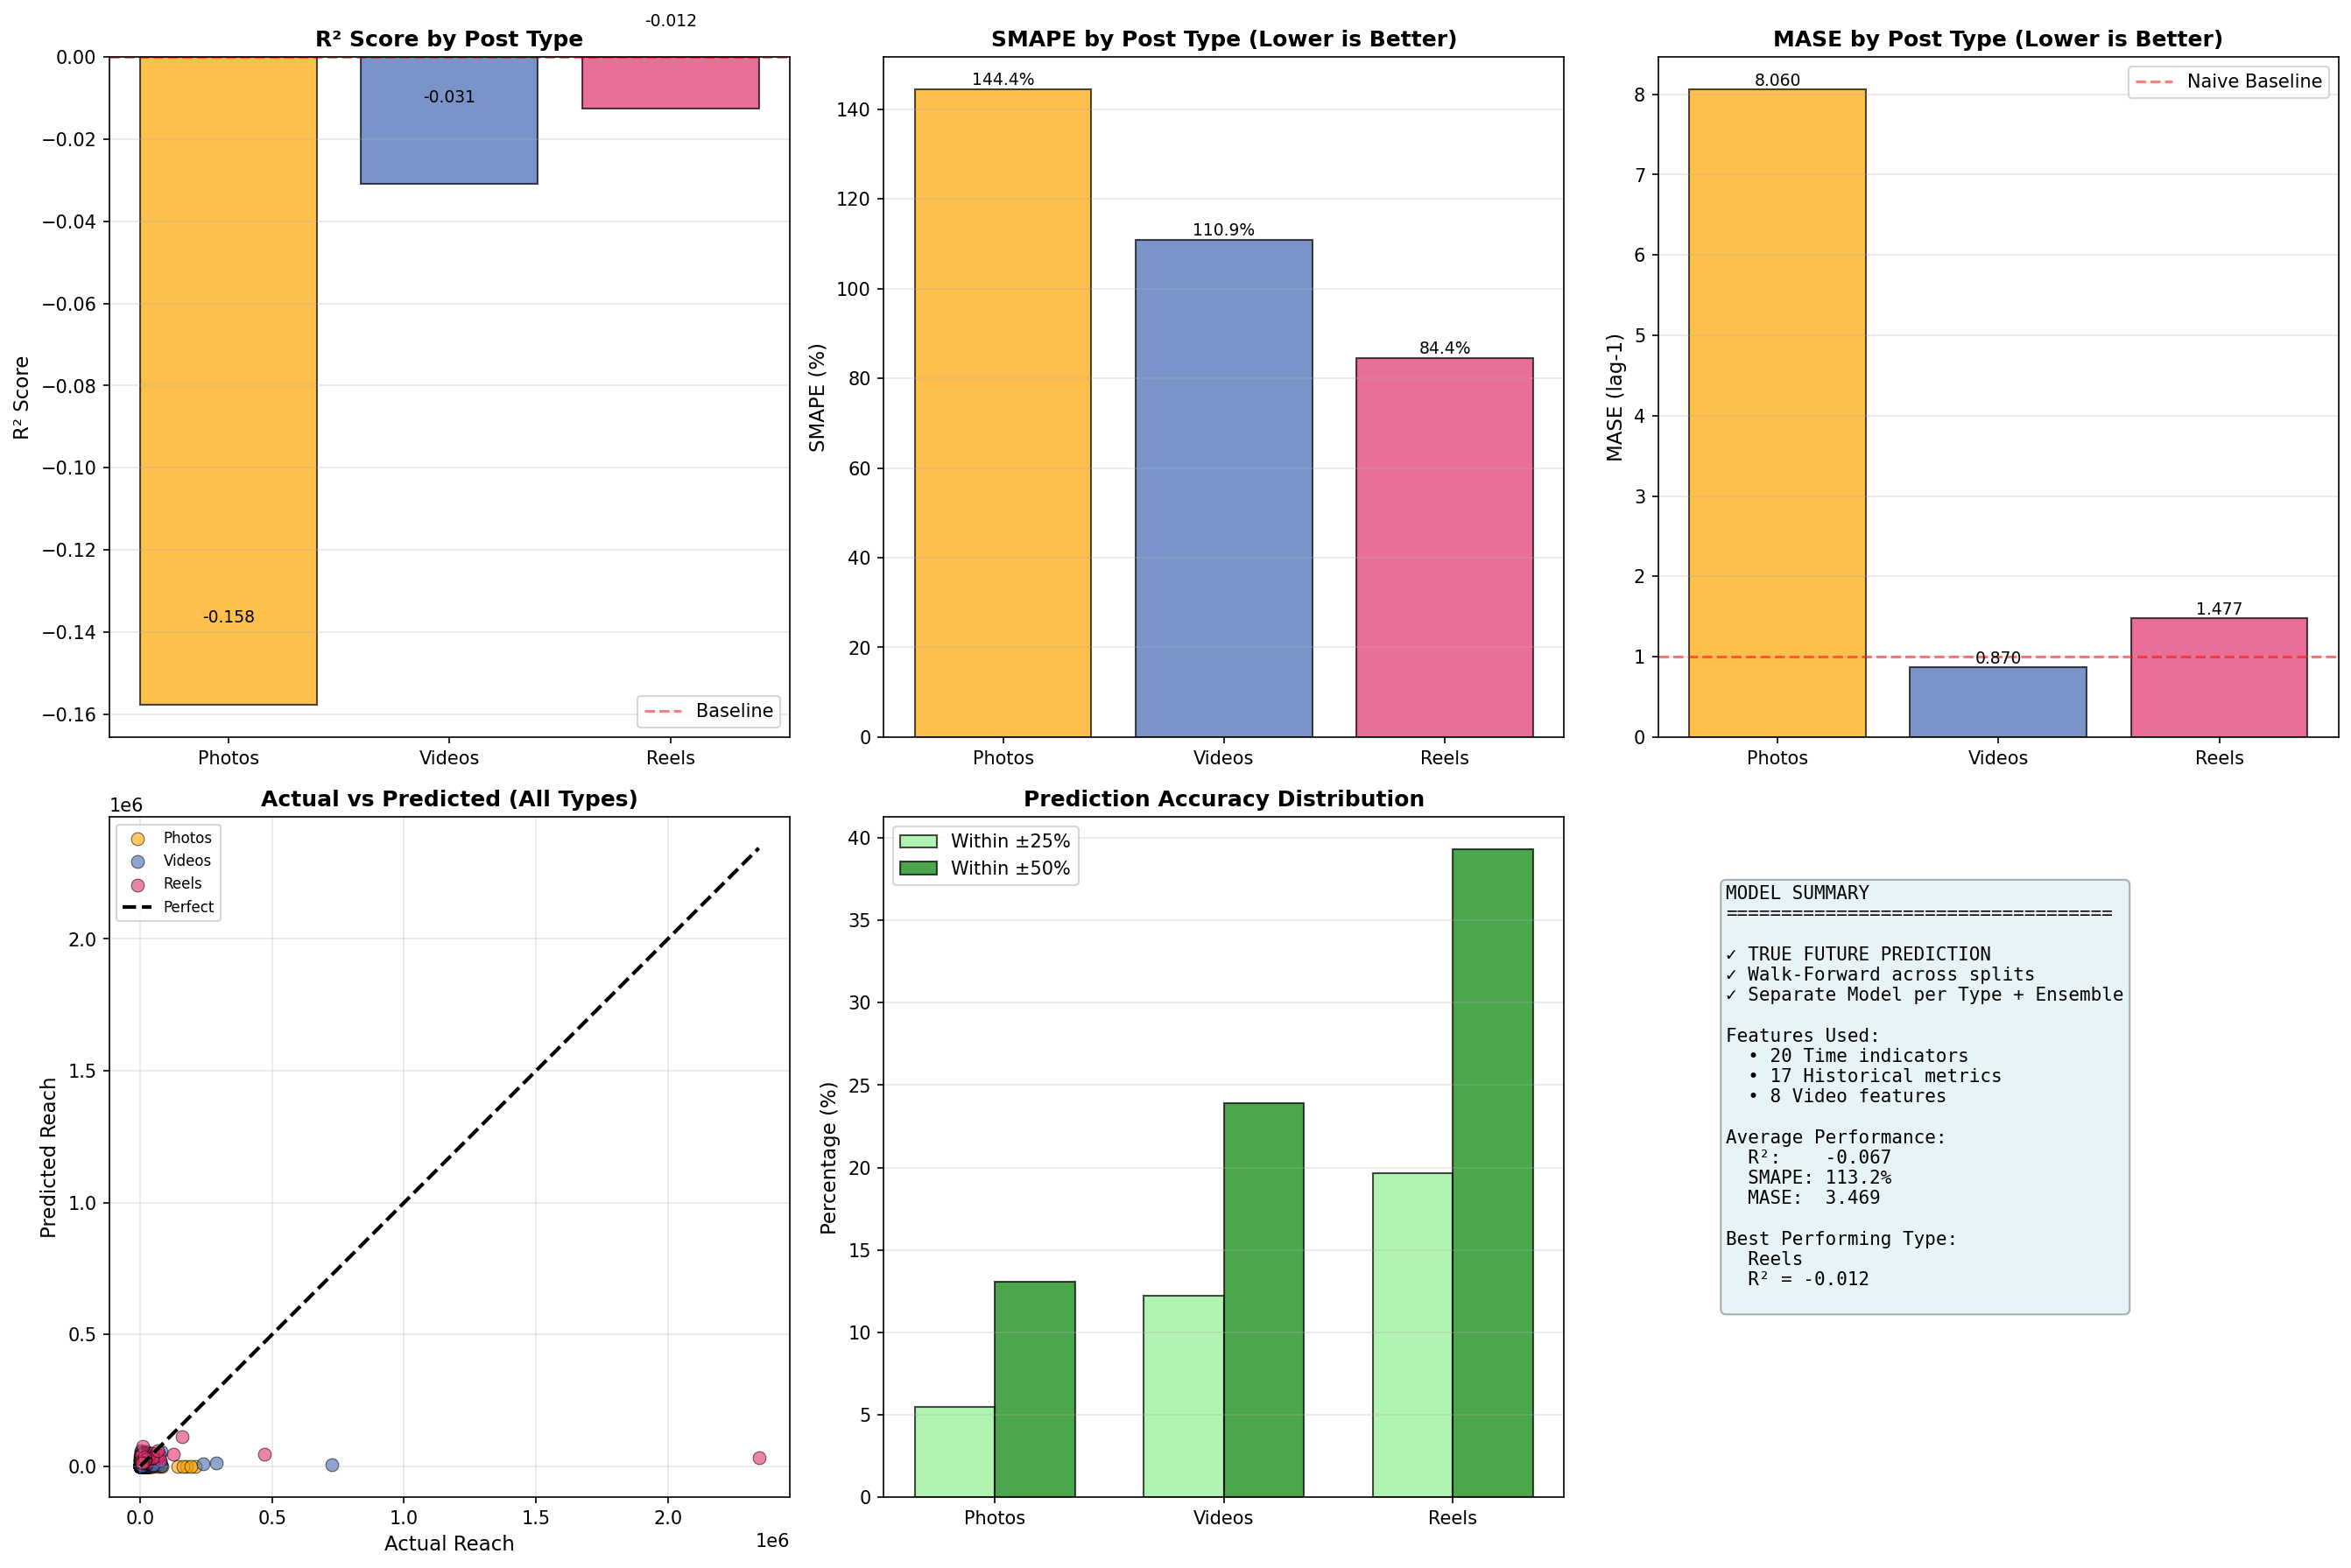 -0.012
R² Score by Post Type
0.00
−0.02
−0.04
−0.06
−0.08
−0.10
−0.12
−0.14
−0.16
R² Score
-0.158
-0.031
Baseline
Photos
Videos
Reels
SMAPE by Post Type (Lower is Better)
140
120
100
80
60
40
20
0
SMAPE (%)
144.4%
110.9%
84.4%
Photos
Videos
Reels
MASE by Post Type (Lower is Better)
8
7
6
5
4
3
2
1
0
MASE (lag-1)
8.060
0.870
1.477
Naive Baseline
Photos
Videos
Reels
Actual vs Predicted (All Types)
1e6
Photos
Videos
Reels
Perfect
2.0
1.5
1.0
0.5
0.0
Predicted Reach
0.0
0.5
1.0
1.5
2.0
1e6
Actual Reach
Prediction Accuracy Distribution
Within ±25%
Within ±50%
40
35
30
25
20
15
10
5
0
Percentage (%)
Photos
Videos
Reels
MODEL SUMMARY
===================================
✓ TRUE FUTURE PREDICTION
✓ Walk-Forward across splits
✓ Separate Model per Type + Ensemble
Features Used:
• 20 Time indicators
• 17 Historical metrics
• 8 Video features
Average Performance:
R²: -0.067
SMAPE: 113.2%
MASE: 3.469
Best Performing Type:
Reels
R² = -0.012